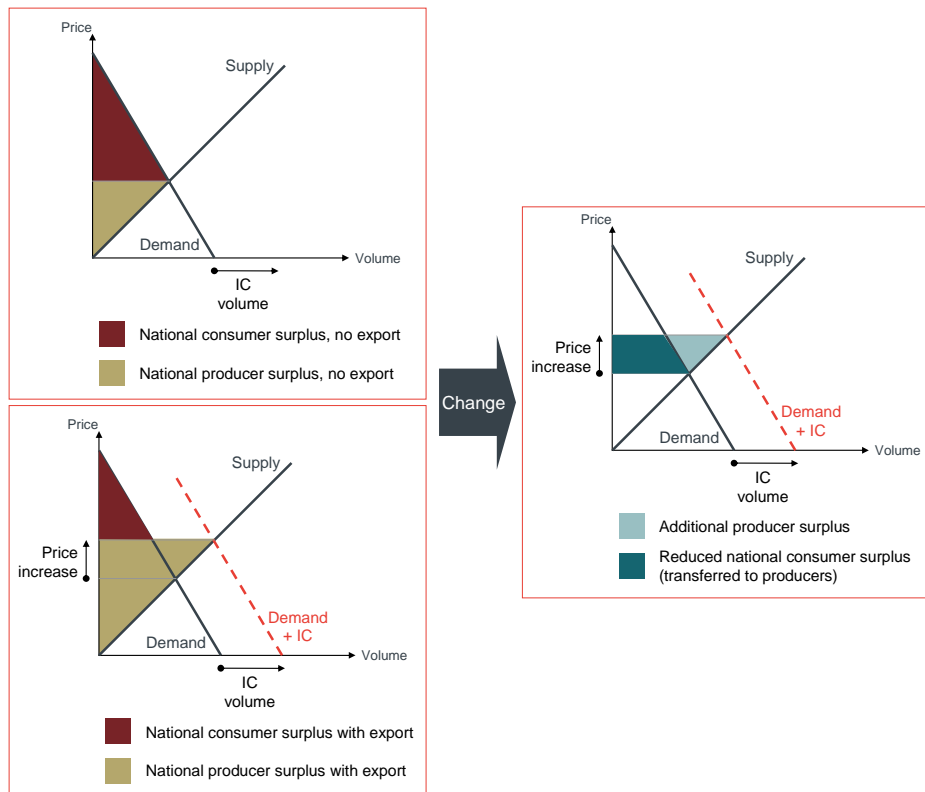 Price
Supply
Demand
Volume
IC
volume
National consumer surplus, no export
National producer surplus, no export
Price
Supply
Price
increase
Demand
+ IC
Demand
Volume
IC
volume
National consumer surplus with export
National producer surplus with export
Change
Price
Supply
Price
increase
Demand
+ IC
Demand
Volume
IC
volume
Additional producer surplus
Reduced national consumer surplus
(transferred to producers)